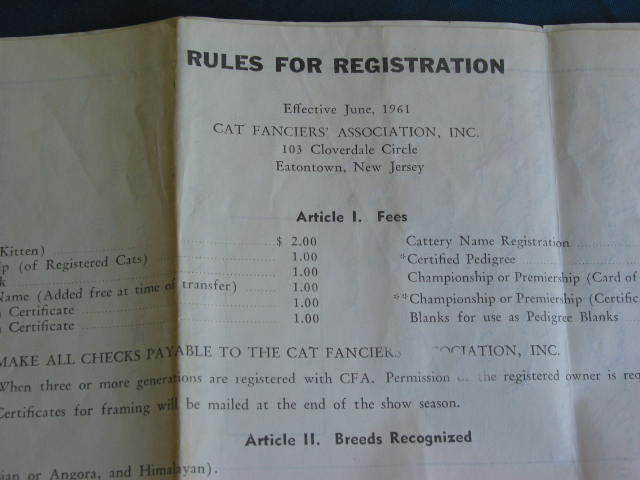 RULES FOR REGISTRATION
Effective June, 1961
CAT FANCIERS' ASSOCIATION, INC.
103 Cloverdale Circle
Eatontown, New Jersey
Article I. Fees
Kitten) $ 2.00
(of Registered Cats) 1.00
1.00
Name (Added free at time of transfer) 1.00
Certificate 1.00
Certificate 1.00
Cattery Name Registration
*Certified Pedigree
Championship or Premiership (Card of
**Championship or Premiership (Certific
Blanks for use as Pedigree Blanks
MAKE ALL CHECKS PAYABLE TO THE CAT FANCIERS OCIATION, INC.
When three or more generations are registered with CFA. Permission the registered owner is req
Certificates for framing will be mailed at the end of the show season.
Article II. Breeds Recognized
ian or Angora, and Himalayan).